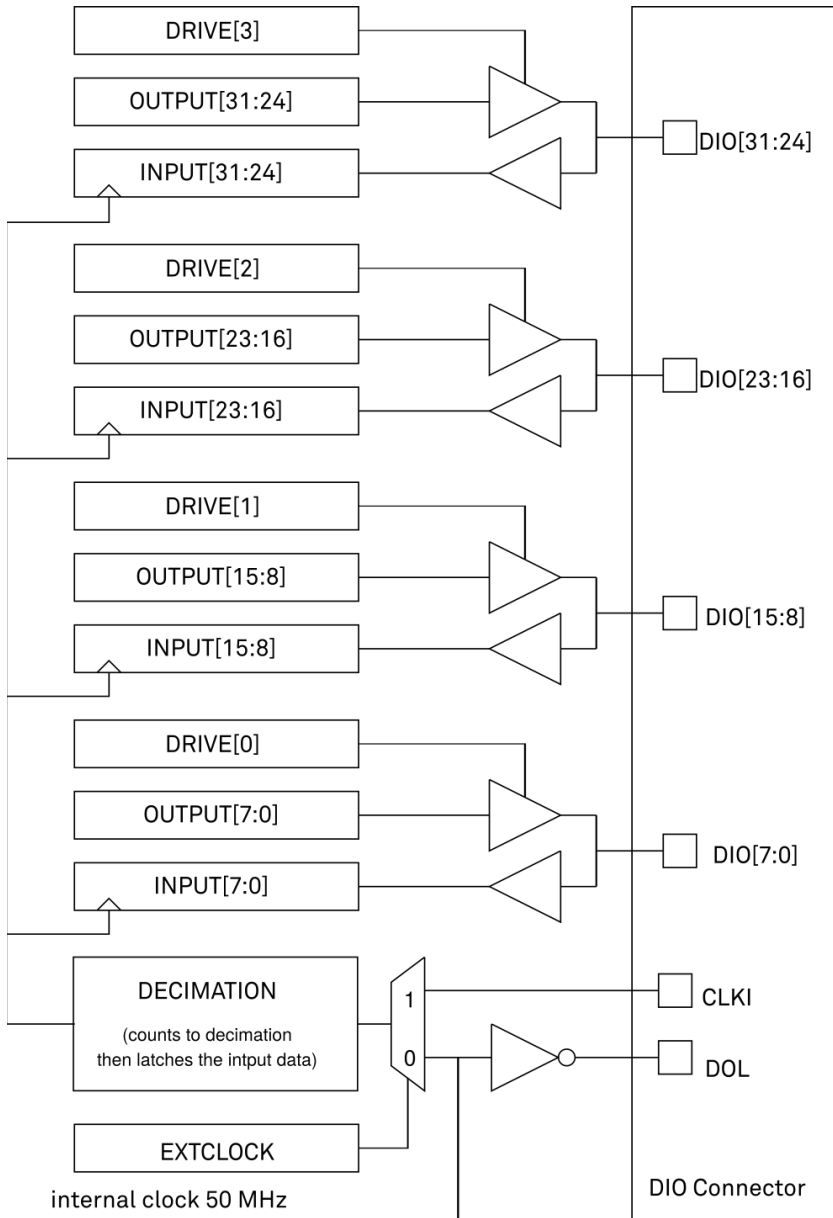 DRIVE[3]
OUTPUT[31:24]
INPUT[31:24]
DIO[31:24]
DRIVE[2]
OUTPUT[23:16]
INPUT[23:16]
DIO[23:16]
DRIVE[1]
OUTPUT[15:8]
INPUT[15:8]
DIO[15:8]
DRIVE[0]
OUTPUT[7:0]
INPUT[7:0]
DIO[7:0]
DECIMATION
(counts to decimation
then latches the intput data)
1
0
CLKI
DOL
EXTCLOCK
internal clock 50 MHz
DIO Connector